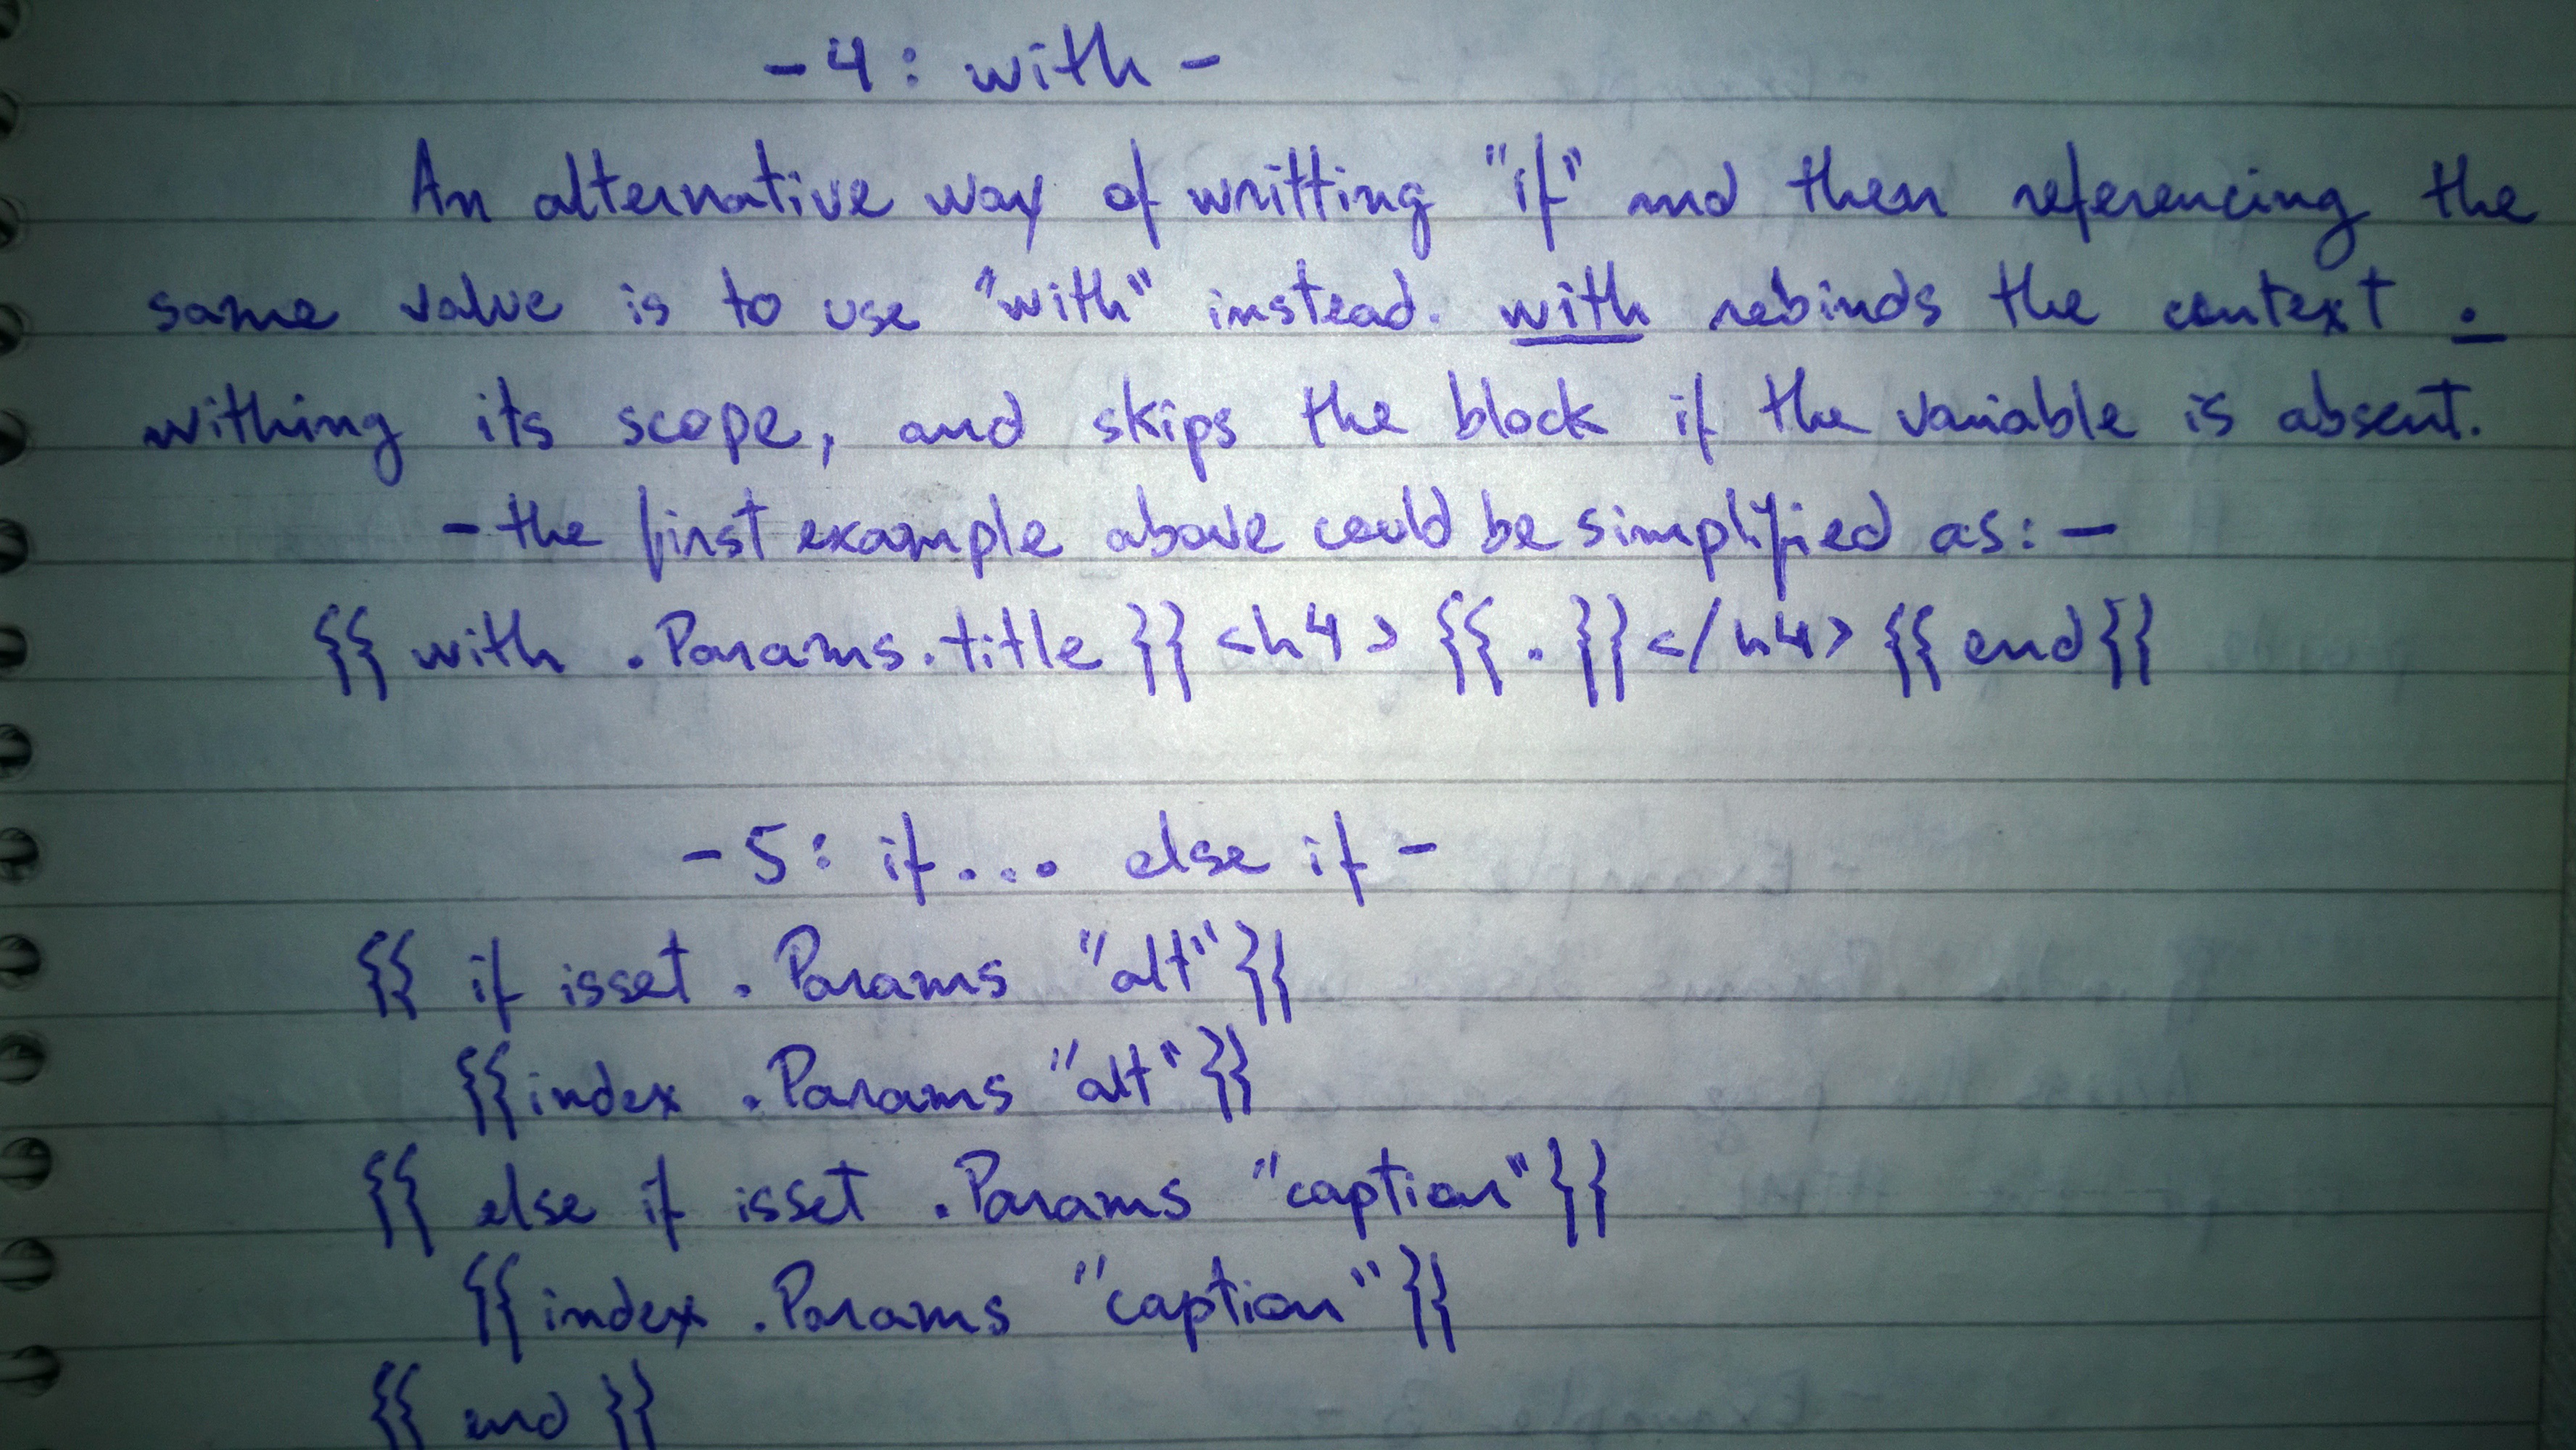 - 4: with -
An alternative way of writting "if" and then referencing the
same value is to use "with" instead. with rebinds the context .
withing its scope, and skips the block if the variable is absent.
- the first example above could be simplified as: -
{{ with .Params.title }} <h4> {{ . }} </h4> {{ end }}
- 5: if .... else if -
{{ if isset .Params "alt" }}
{{ index .Params "alt" }}
{{ else if isset .Params "caption" }}
{{ index .Params "caption" }}
{{ end }}